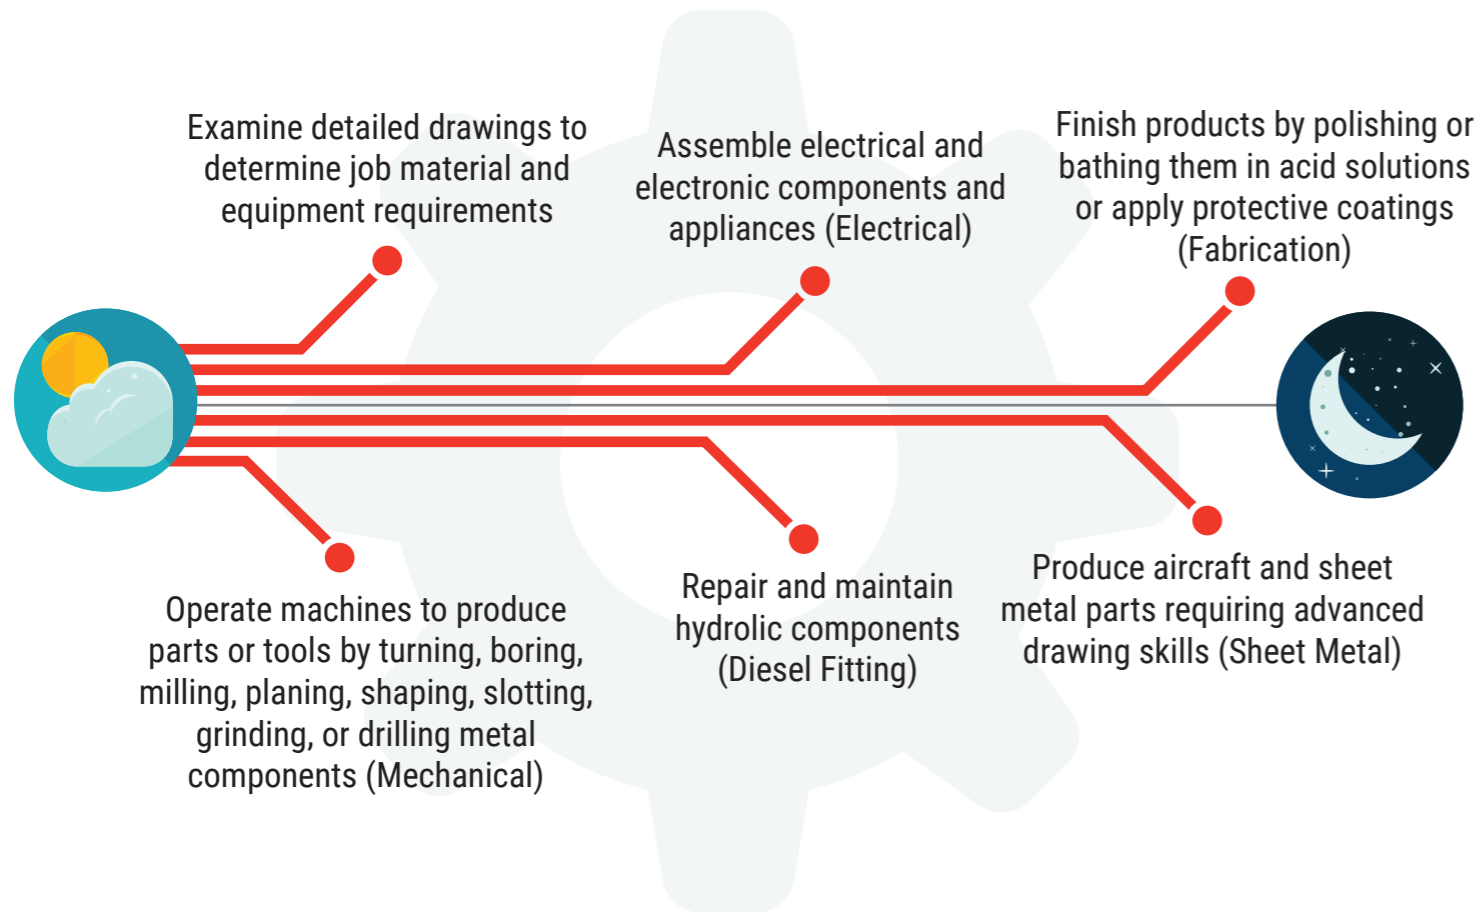 Examine detailed drawings to
determine job material and
equipment requirements
Assemble electrical and
electronic components and
appliances (Electrical)
Finish products by polishing or
bathing them in acid solutions
or apply protective coatings
(Fabrication)
Operate machines to produce
parts or tools by turning, boring,
milling, planing, shaping, slotting,
grinding, or drilling metal
components (Mechanical)
Repair and maintain
hydrolic components
(Diesel Fitting)
Produce aircraft and sheet
metal parts requiring advanced
drawing skills (Sheet Metal)